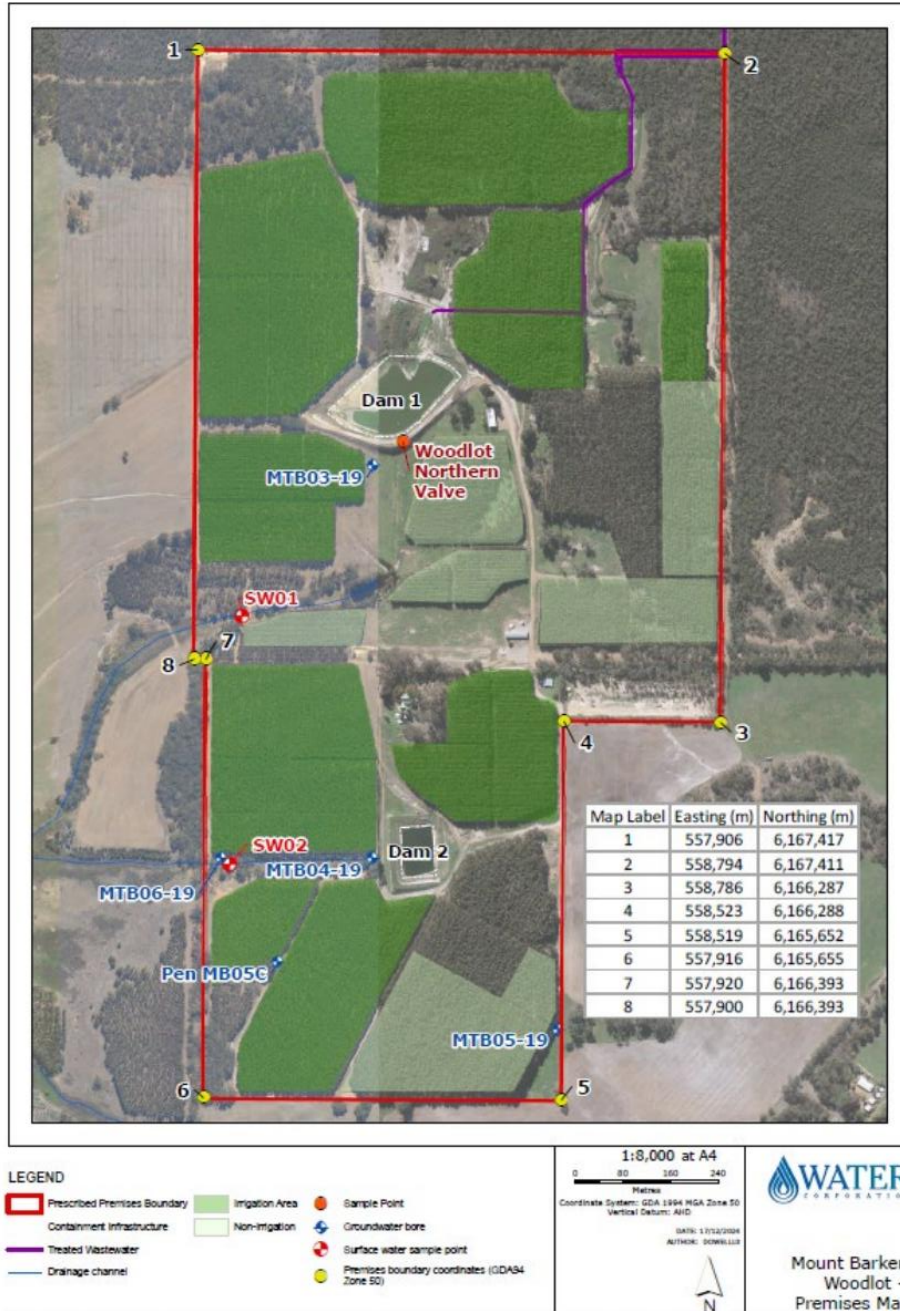 1
2
Dam 1
Woodlot
Northern
Valve
MTB03-19
SW01
7
8
4
3
Map Label Easting (m) Northing (m)
1 557,906 6,167,417
2 558,794 6,167,411
3 558,786 6,166,287
4 558,523 6,166,288
5 558,519 6,165,652
6 557,916 6,165,655
7 557,920 6,166,393
8 557,900 6,166,393
SW02
Dam 2
MTB04-19
MTB06-19
Pen MB05C
MTB05-19
6
5
LEGEND
Prescribed Premises Boundary
Containment Infrastructure
Treated Wastewater
Drainage channel
Irrigation Area
Non-Irrigation
Sample Point
Groundwater bore
Surface water sample point
Premises boundary coordinates (GDA94
Zone 50)
1:8,000 at A4
0 80 160 240
Metres
Coordinate System: GDA 1994 MGA Zone 50
Vertical Datum: AHD
DATE: 17/12/2024
AUTHOR:
N
WATER
CORPORATIO
Mount Barker
Woodlot -
Premises Ma